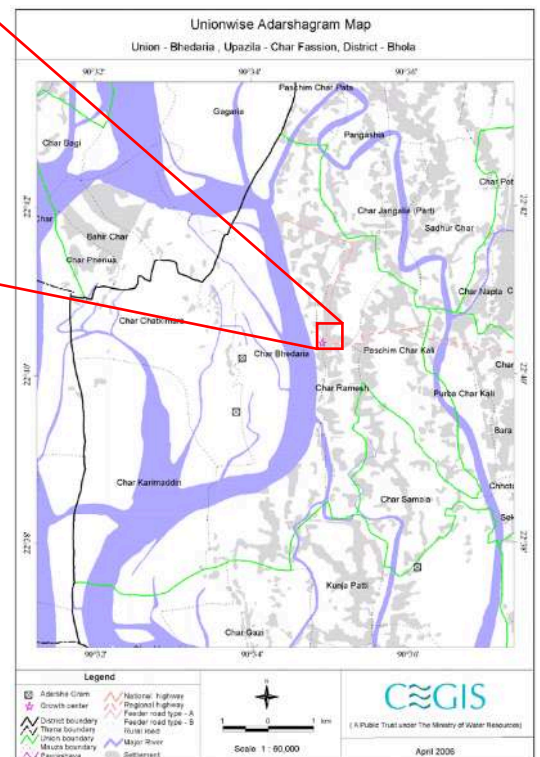 Unionwise Adarshagram Map
Union - Bhedaria , Upazila - Char Fassion, District - Bhola
90°32' 90°34' 90°36'
Paschim Char Pata
Gagaria
Pangashia
Char Bagi
22°42' 22°42'
Char Pat
Char Jangalia (Part)
Char
Sadhur Char
Bahir Char
Char Pnenua
Char Napta C
Char Chatkimara
Char Bhedaria
Paschim Char Kali
22°40' 22°40'
Char
Char Ramesh
Purba Char Kali
Bara
Char Karimaddin
Chhota
Char Samaia
Sek
22°38' 22°38'
Kunja Patti
Char Gazi
90°32' 90°34' 90°36'
Legend
Adarsha Gram
Growth center
District boundary
Thana boundary
Union boundary
Mauza boundary
National highway
Regional highway
Feeder road type - A
Feeder road type - B
Rural road
Major River
Settlement
1 0 1 km
Scale 1 : 60,000
CEGIS
( A Public Trust under The Ministry of Water Resources)
April 2006